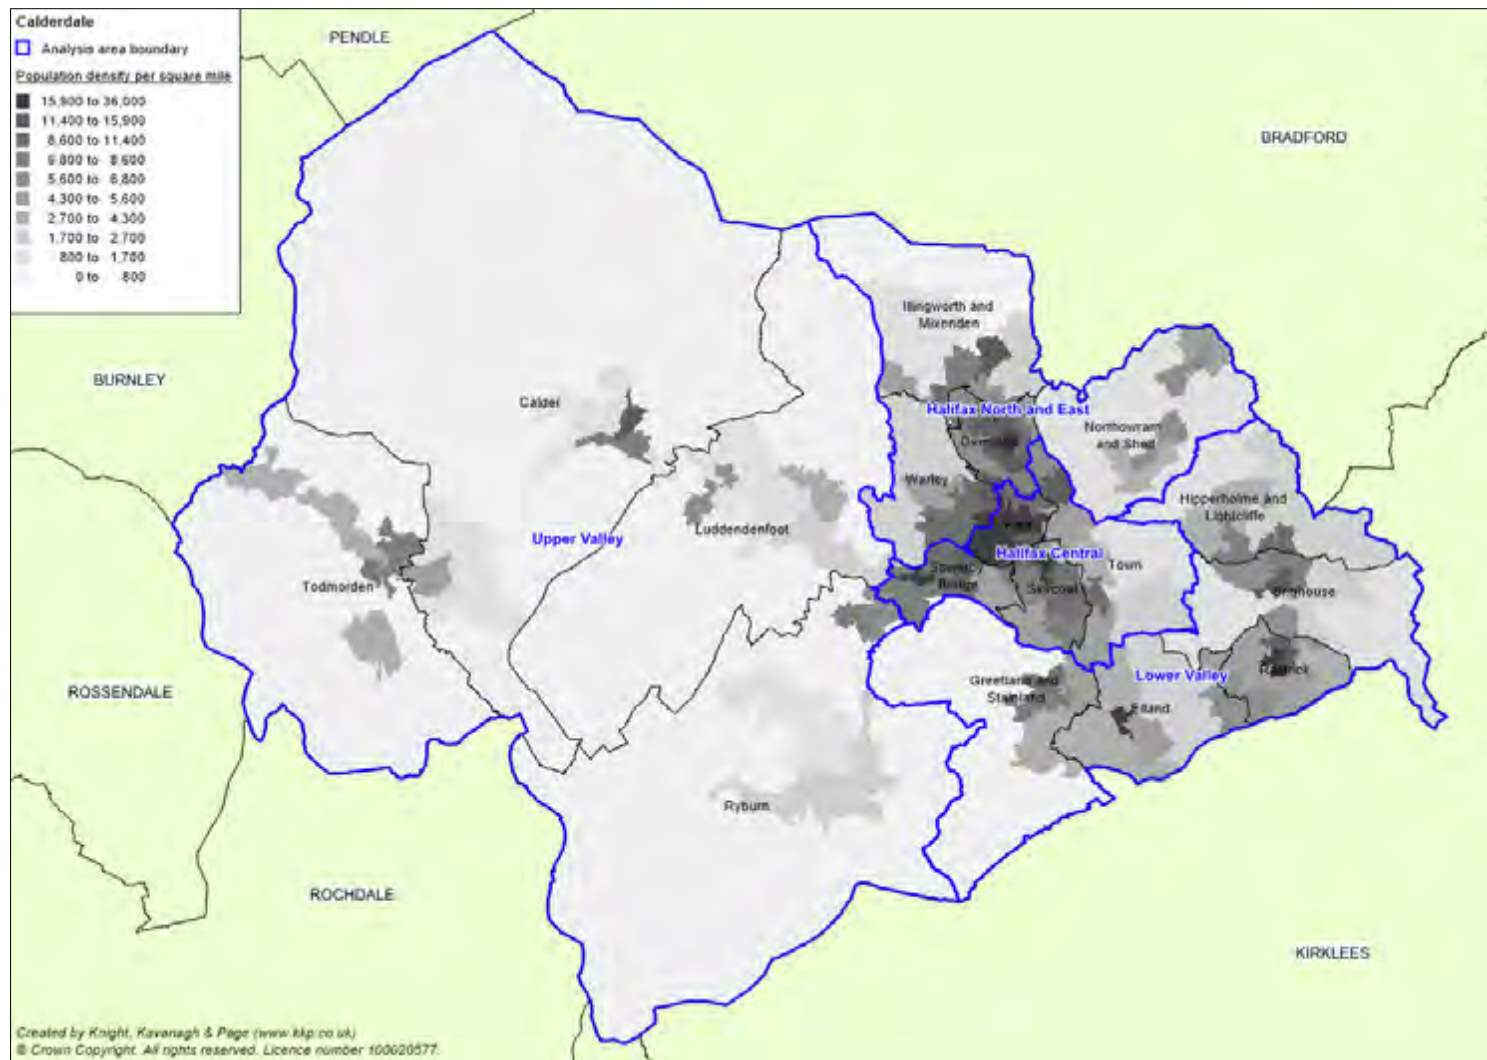 Calderdale
Analysis area boundary
Population density per square mile
15,900 to 36,000
11,400 to 15,900
8,600 to 11,400
6,800 to 8,600
5,600 to 6,800
4,300 to 5,600
2,700 to 4,300
1,700 to 2,700
800 to 1,700
0 to 800
PENDLE
BRADFORD
Illingworth and
Mixenden
BURNLEY
Calder
Halifax North and East
Northowram
and Shelf
Warley
Hipperholme and
Lightcliffe
Luddendenfoot
Upper Valley
Halifax Central
Town
Sowerby
Bridge
Skircoat
Brighouse
Todmorden
Rastrick
Lower Valley
Greetland and
Stainland
Elland
ROSSENDALE
Ryburn
ROCHDALE
KIRKLEES
Created by Knight, Kavanagh & Page (www.kkp.co.uk)
© Crown Copyright. All rights reserved. Licence number 100020577.